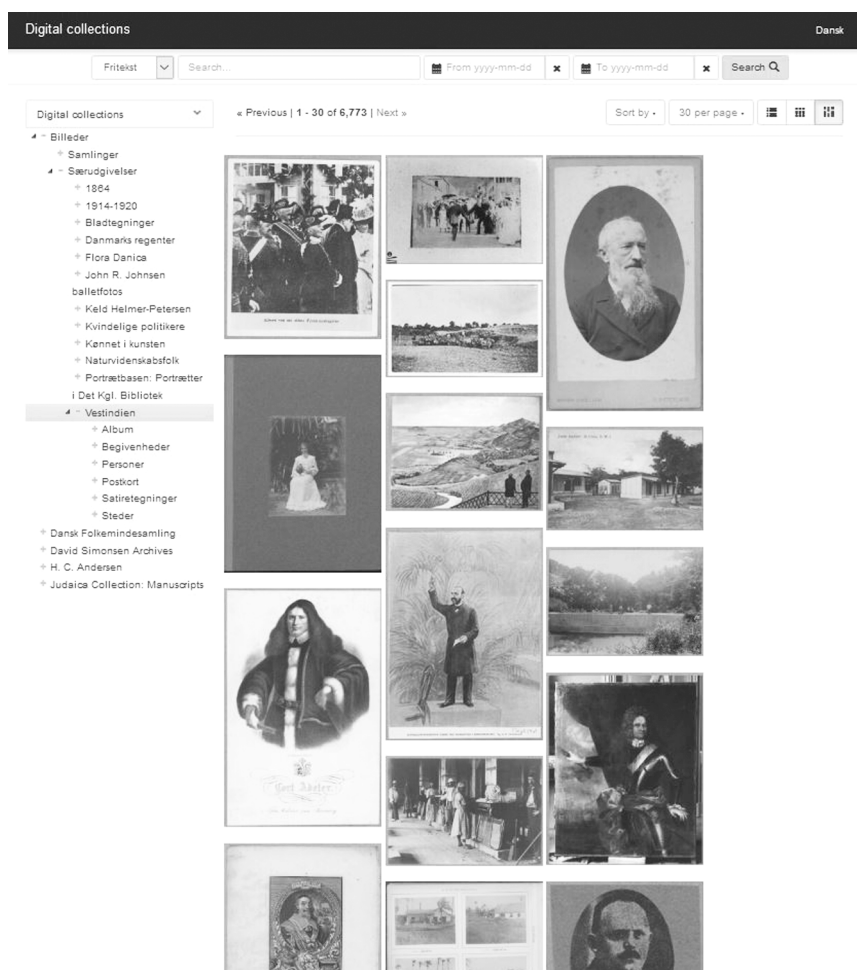 Digital collections
Dansk
Fritekst Search... From yyyy-mm-dd × To yyyy-mm-dd × Search
Digital collections
« Previous | 1 - 30 of 6,773 | Next »
Sort by
30 per page
Billeder
Samlinger
Særudgivelser
1864
1914-1920
Bladtegninger
Danmarks regenter
Flora Danica
John R. Johnsen
balletfotos
Keld Helmer-Petersen
Kvindelige politikere
Kønnet i kunsten
Naturvidenskabsfolk
Portrætbasen: Portrætter
i Det Kgl. Bibliotek
Vestindien
Album
Begivenheder
Personer
Postkort
Satiretegninger
Steder
Dansk Folkemindesamling
David Simonsen Archives
H. C. Andersen
Judaica Collection: Manuscripts
Cort Adeler.